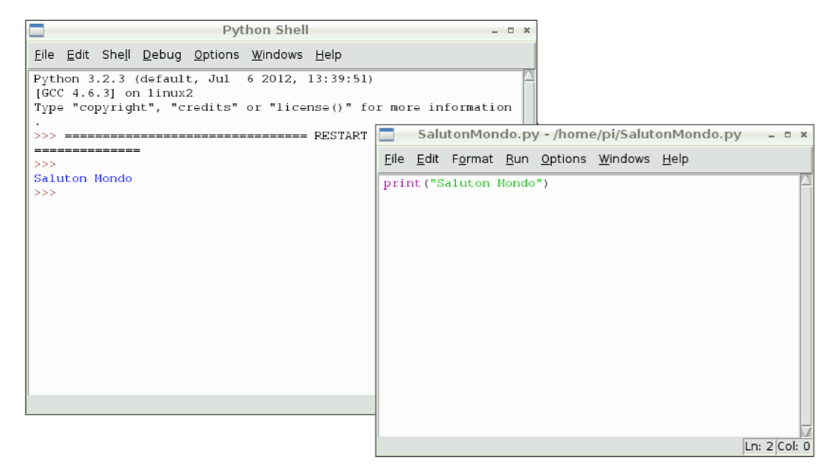 Python Shell
File Edit Shell Debug Options Windows Help
Python 3.2.3 (default, Jul  6 2012, 13:39:51)
[GCC 4.6.3] on linux2
Type "copyright", "credits" or "license()" for more information
.
>>> ================================ RESTART
==============
>>>
Saluton Mondo
>>>
SalutonMondo.py - /home/pi/SalutonMondo.py
File Edit Format Run Options Windows Help
print("Saluton Mondo")
Ln: 2 Col: 0